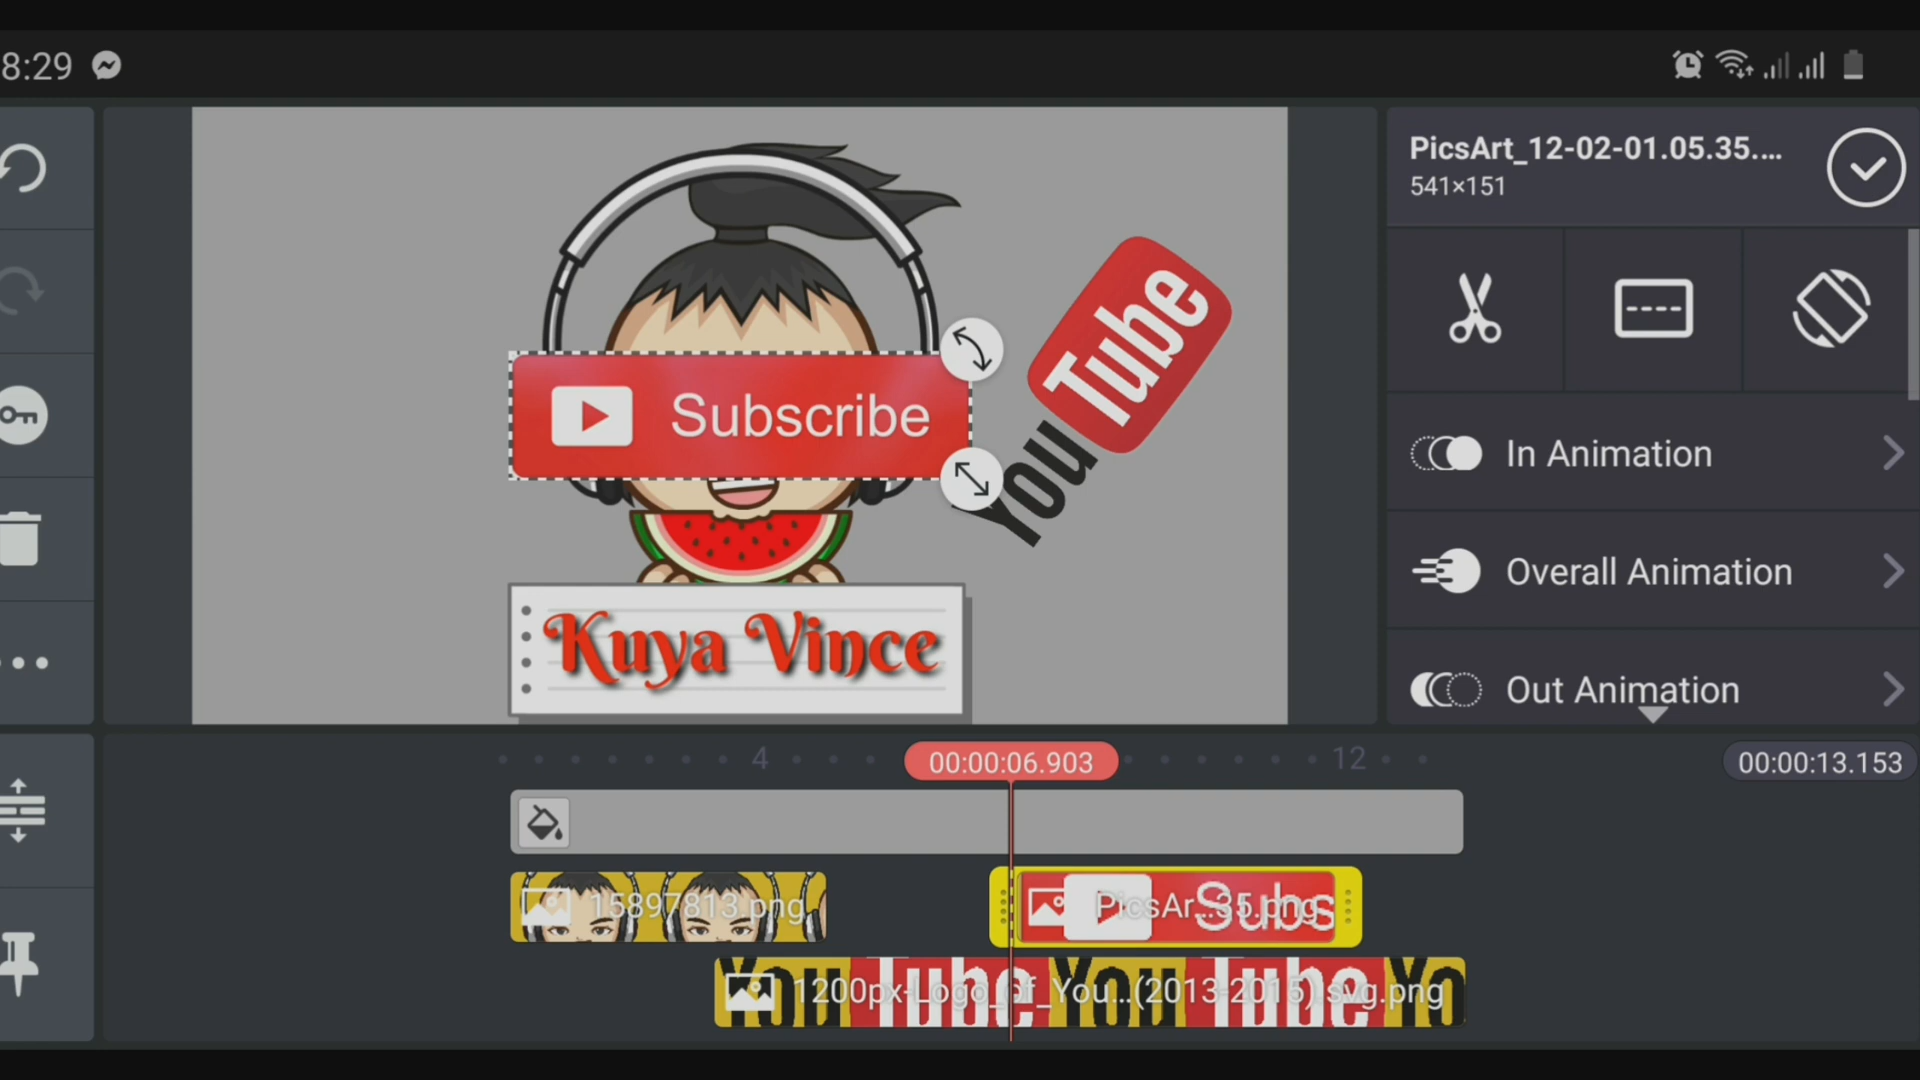 8:29
PicsArt_12-02-01.05.35....
541×151
Subscribe
YouTube
In Animation
Overall Animation
Out Animation
Kuya Vince
4
00:00:06.903
12
00:00:13.153
15897813.png
PicsAr...35.png
Subs
YouTubeYouTubeYo
1200px-Logo_of_You...(2013-2015).svg.png